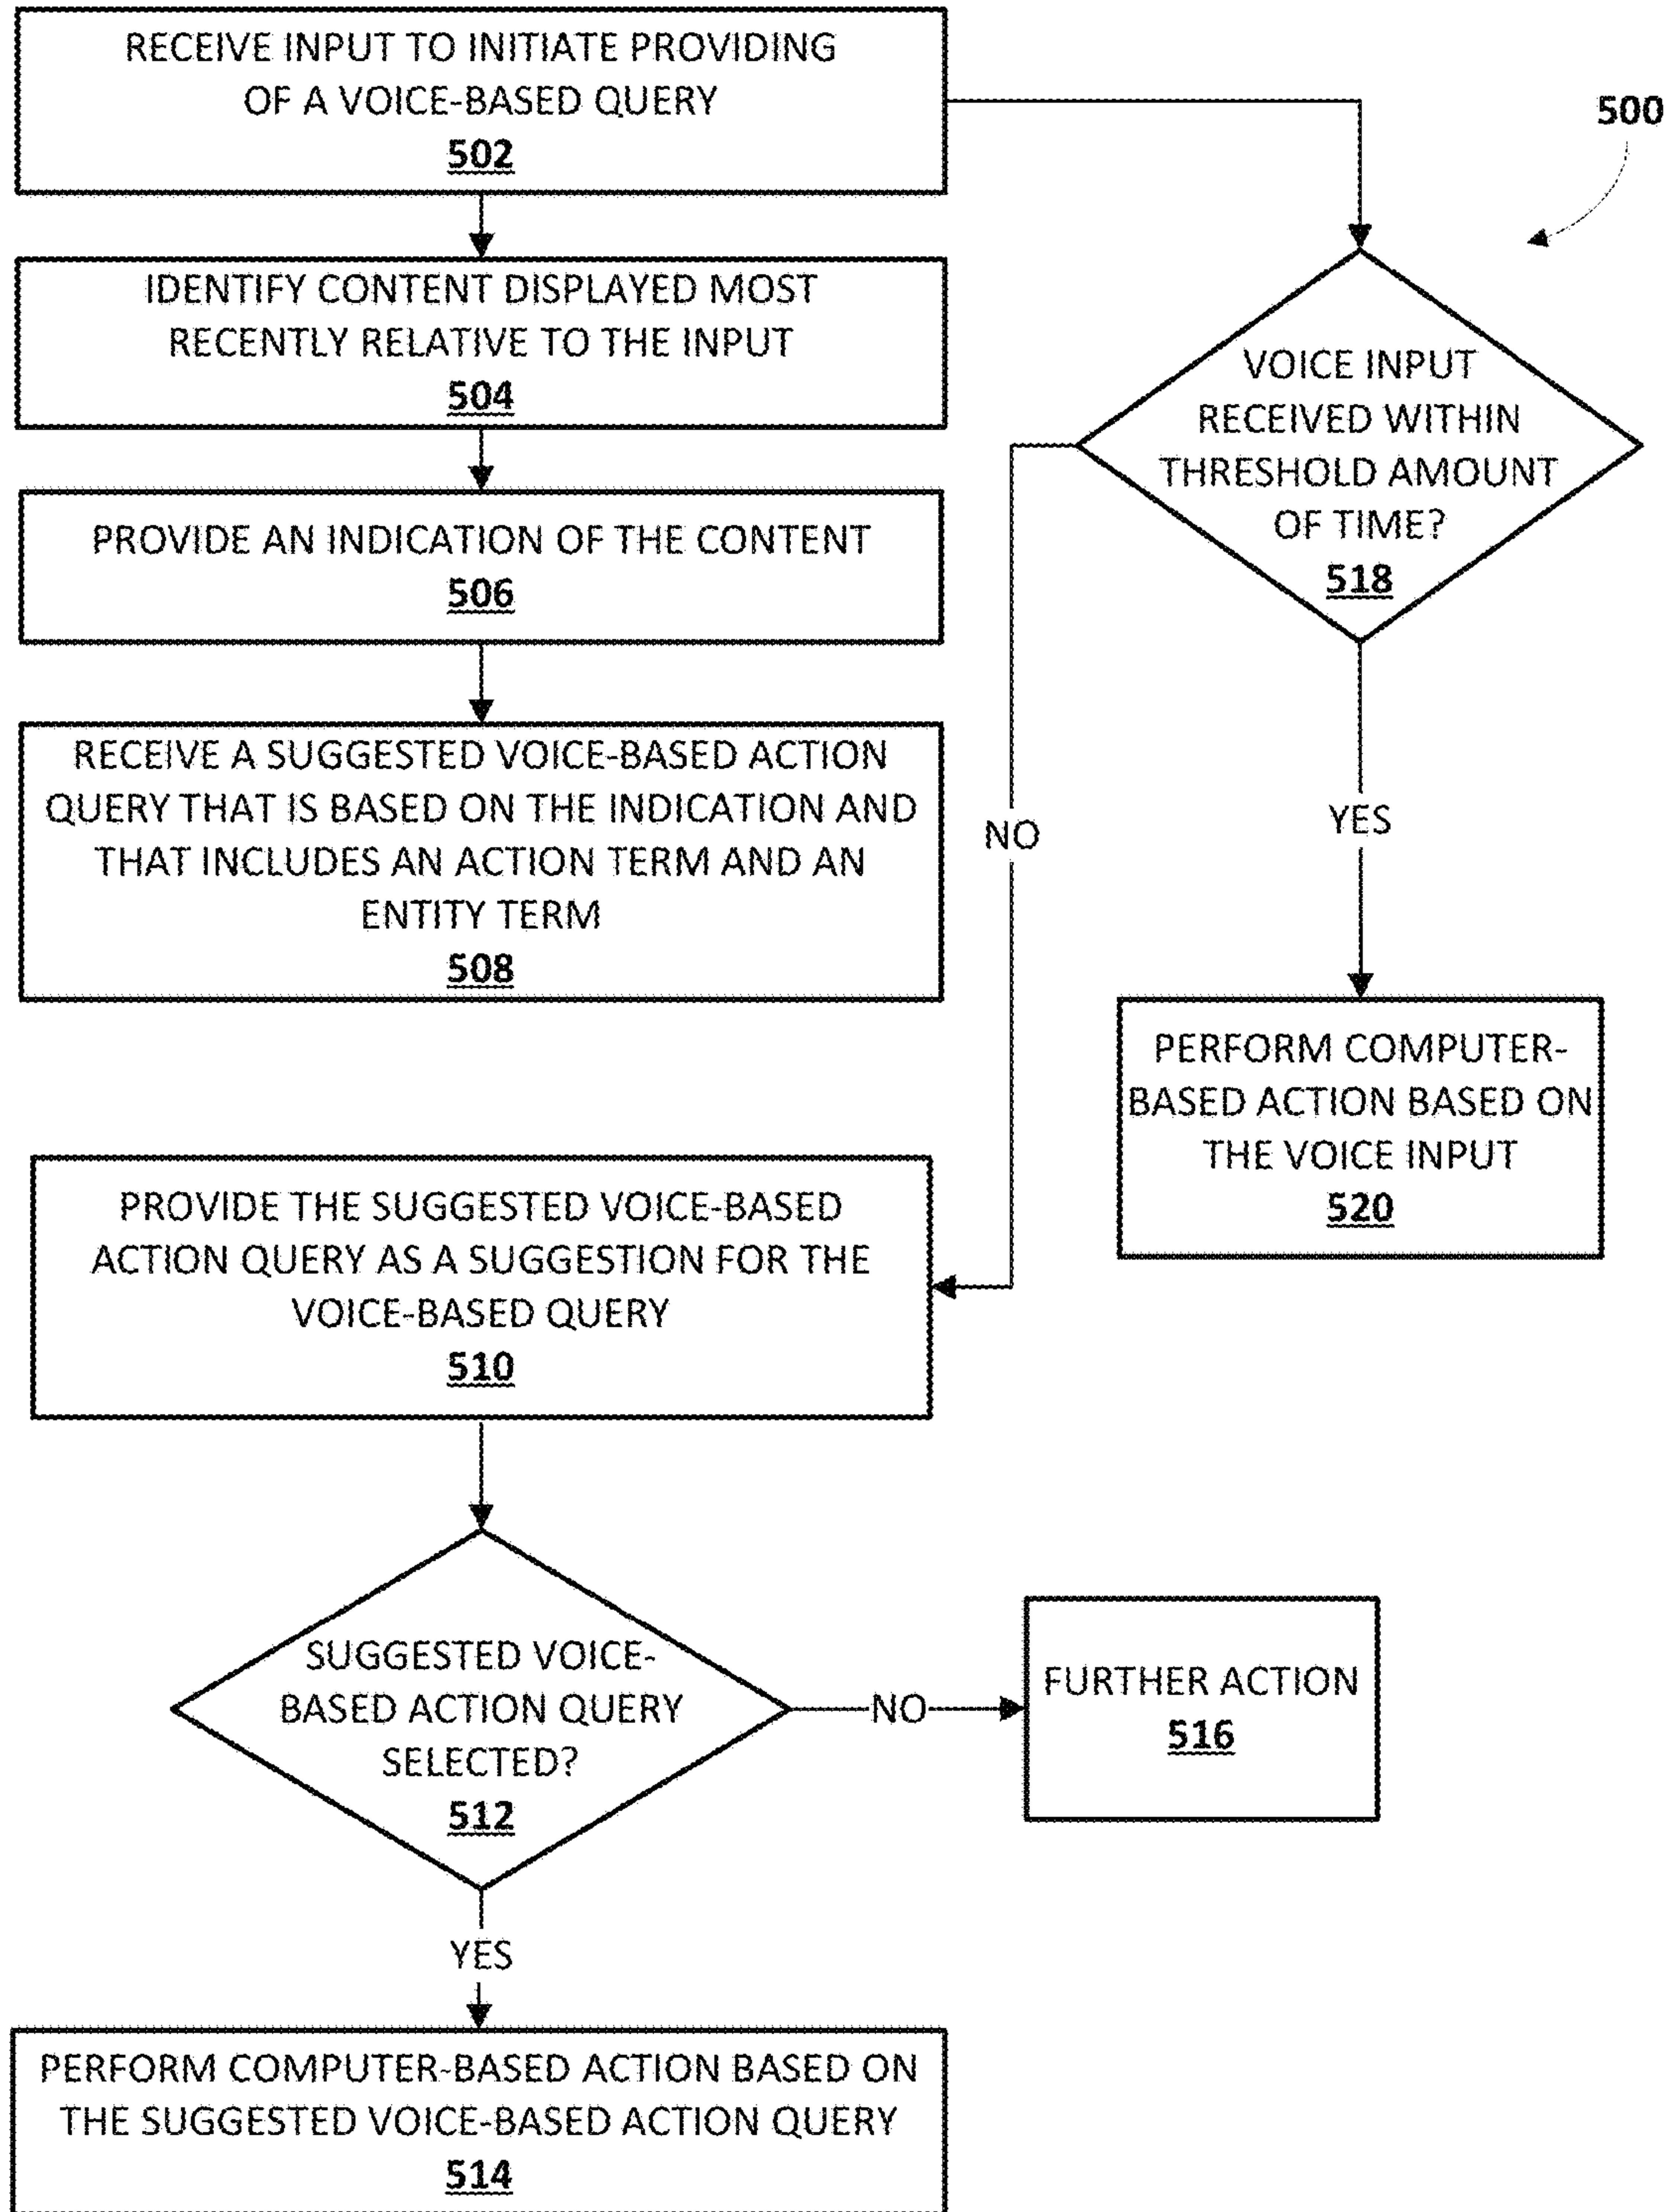 RECEIVE INPUT TO INITIATE PROVIDING
OF A VOICE-BASED QUERY
502
500
IDENTIFY CONTENT DISPLAYED MOST
RECENTLY RELATIVE TO THE INPUT
504
VOICE INPUT
RECEIVED WITHIN
THRESHOLD AMOUNT
OF TIME?
518
PROVIDE AN INDICATION OF THE CONTENT
506
RECEIVE A SUGGESTED VOICE-BASED ACTION
QUERY THAT IS BASED ON THE INDICATION AND
THAT INCLUDES AN ACTION TERM AND AN
ENTITY TERM
508
NO
YES
PERFORM COMPUTER-
BASED ACTION BASED ON
THE VOICE INPUT
520
PROVIDE THE SUGGESTED VOICE-BASED
ACTION QUERY AS A SUGGESTION FOR THE
VOICE-BASED QUERY
510
SUGGESTED VOICE-
BASED ACTION QUERY
SELECTED?
512
NO
FURTHER ACTION
516
YES
PERFORM COMPUTER-BASED ACTION BASED ON
THE SUGGESTED VOICE-BASED ACTION QUERY
514